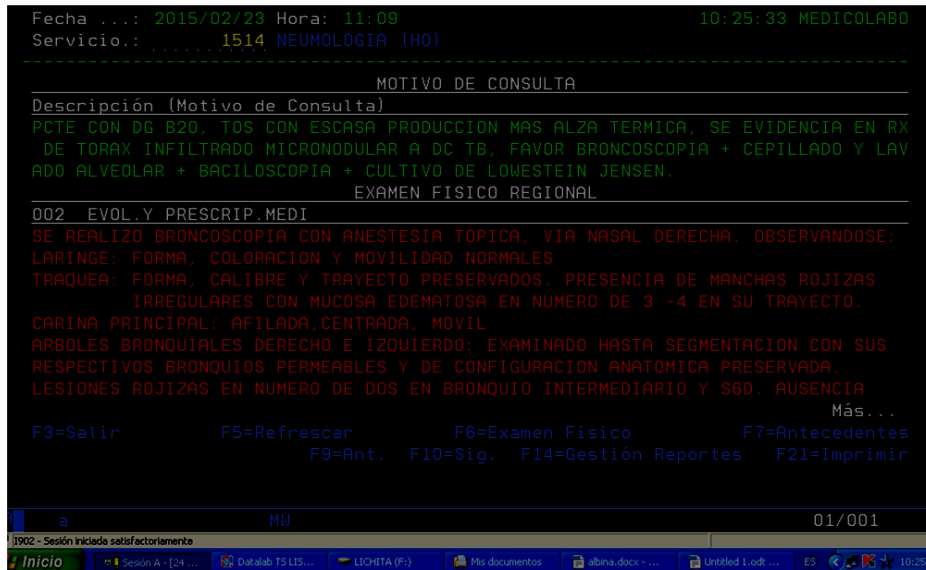 Fecha ...: 2015/02/23 Hora: 11:09 10:25:33 MEDICOLABO
Servicio.: 1514 NEUMOLOGIA (HO)
MOTIVO DE CONSULTA
Descripción (Motivo de Consulta)
PCTE CON DG B20, TOS CON ESCASA PRODUCCION MAS ALZA TERMICA, SE EVIDENCIA EN RX
DE TORAX INFILTRADO MICRONODULAR A DC TB, FAVOR BRONCOSCOPIA + CEPILLADO Y LAV
ADO ALVEOLAR + BACILOSCOPIA + CULTIVO DE LOWESTEIN JENSEN.
EXAMEN FISICO REGIONAL
002 EVOL.Y PRESCRIP.MEDI
SE REALIZO BRONCOSCOPIA CON ANESTESIA TOPICA, VIA NASAL DERECHA. OBSERVANDOSE:
LARINGE: FORMA, COLORACION Y MOVILIDAD NORMALES
TRAQUEA: FORMA, CALIBRE Y TRAYECTO PRESERVADOS. PRESENCIA DE MANCHAS ROJIZAS
IRREGULARES CON MUCOSA EDEMATOSA EN NUMERO DE 3 -4 EN SU TRAYECTO.
CARINA PRINCIPAL: AFILADA,CENTRADA, MOVIL
ARBOLES BRONQUIALES DERECHO E IZQUIERDO: EXAMINADO HASTA SEGMENTACION CON SUS
RESPECTIVOS BRONQUIOS PERMEABLES Y DE CONFIGURACION ANATOMICA PRESERVADA.
LESIONES ROJIZAS EN NUMERO DE DOS EN BRONQUIO INTERMEDIARIO Y S6D. AUSENCIA
Más...
F3=Salir F5=Refrescar F6=Examen Fisico F7=Antecedentes
F9=Ant. F10=Sig. F14=Gestión Reportes F21=Imprimir
a MW 01/001
I902 - Sesión iniciada satisfactoriamente
Inicio Sesión A - [24 ... Datalab TS LIS... LICHITA (F:) Mis documentos albina.docx - ... Untitled 1.odt ... ES 10:25